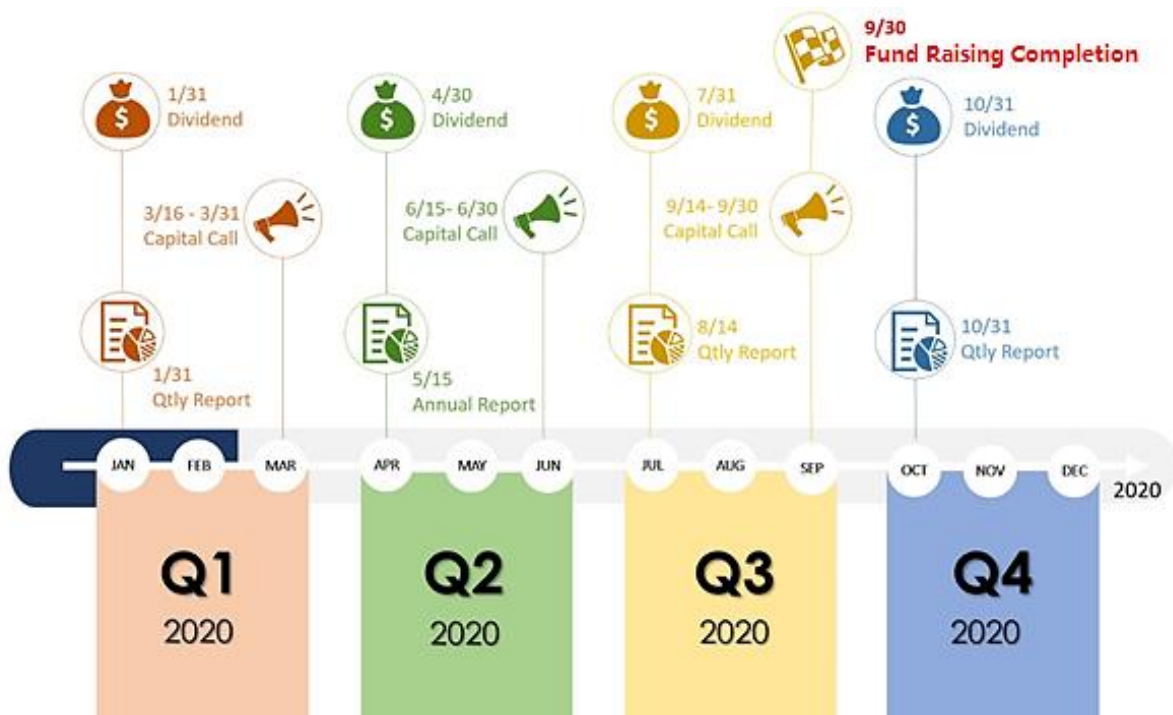 9/30
Fund Raising Completion
1/31
Dividend
4/30
Dividend
7/31
Dividend
10/31
Dividend
3/16 - 3/31
Capital Call
6/15- 6/30
Capital Call
9/14- 9/30
Capital Call
1/31
Qtly Report
5/15
Annual Report
8/14
Qtly Report
10/31
Qtly Report
JAN
FEB
MAR
APR
MAY
JUN
JUL
AUG
SEP
OCT
NOV
DEC
2020
Q1
2020
Q2
2020
Q3
2020
Q4
2020